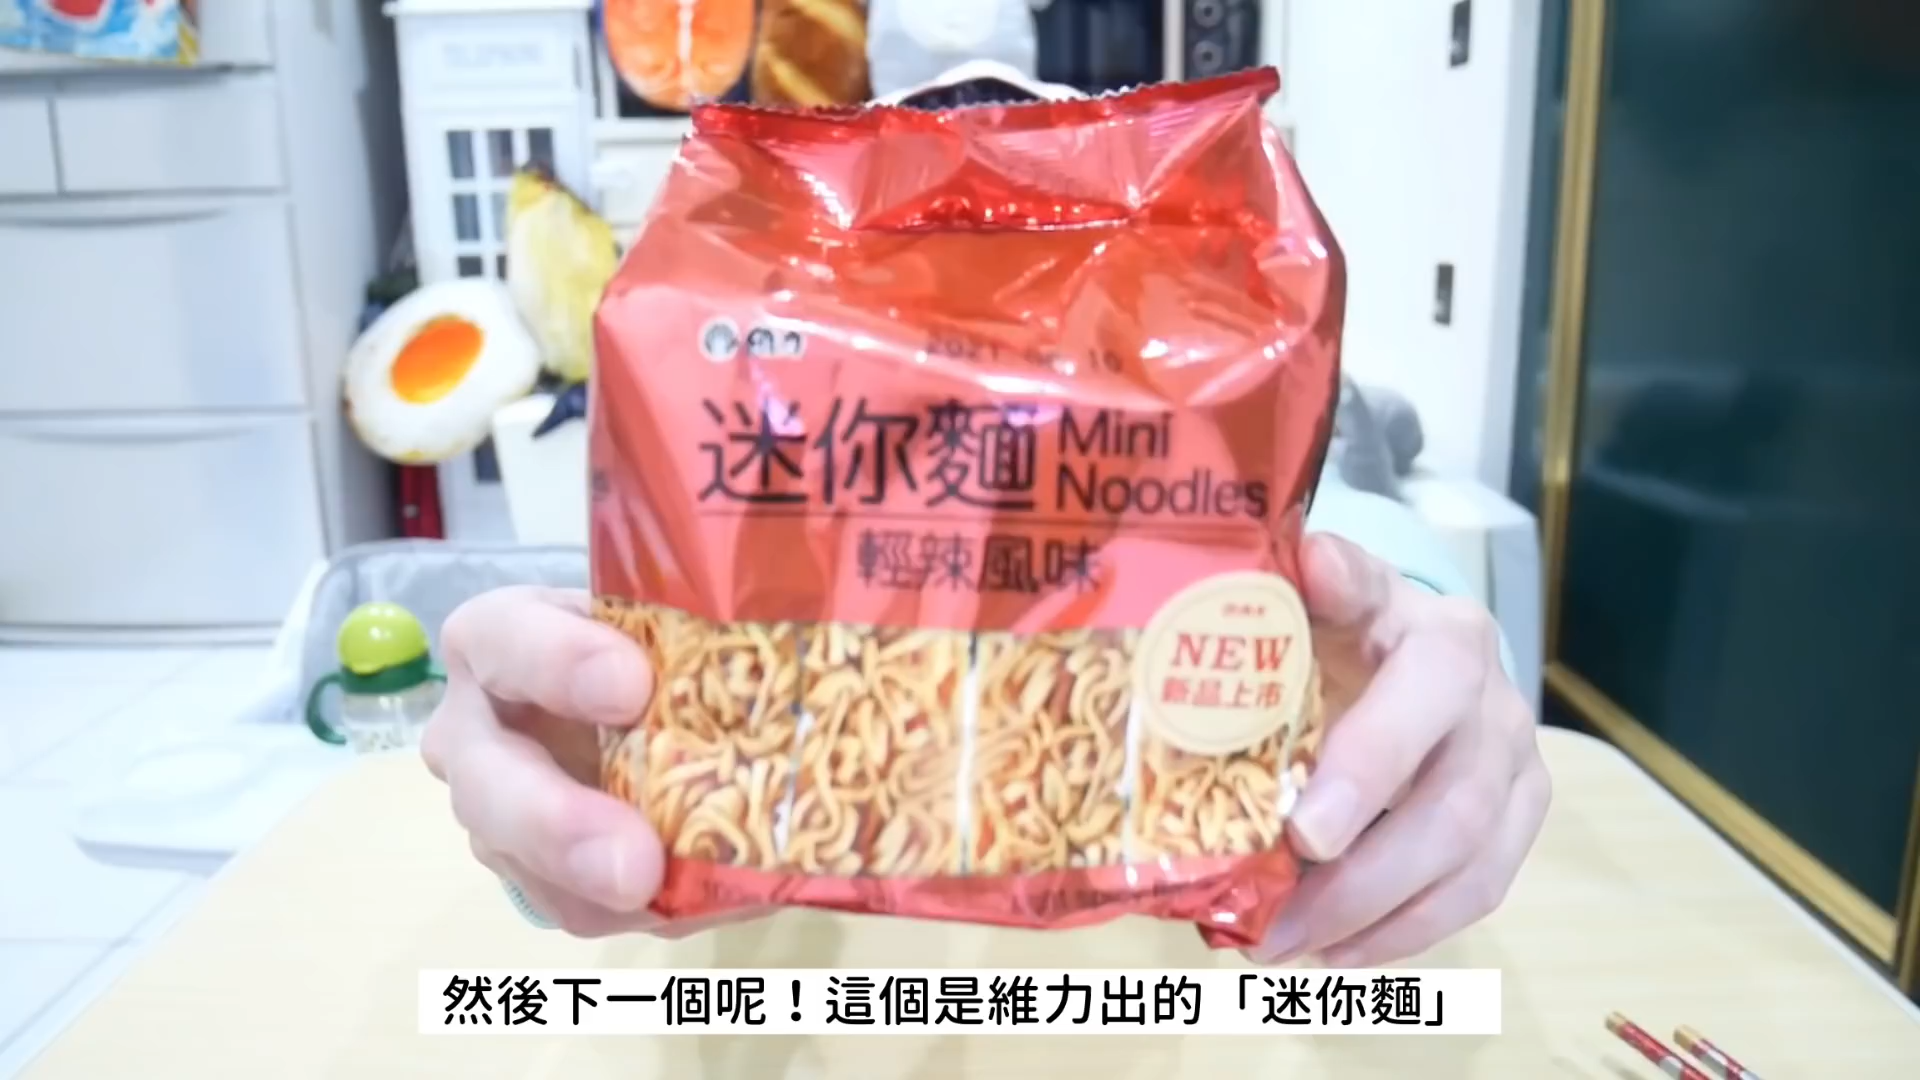 迷你麵
Mini
Noodles
輕辣風味
NEW
新品上市
然後下一個呢！這個是維力出的「迷你麵」